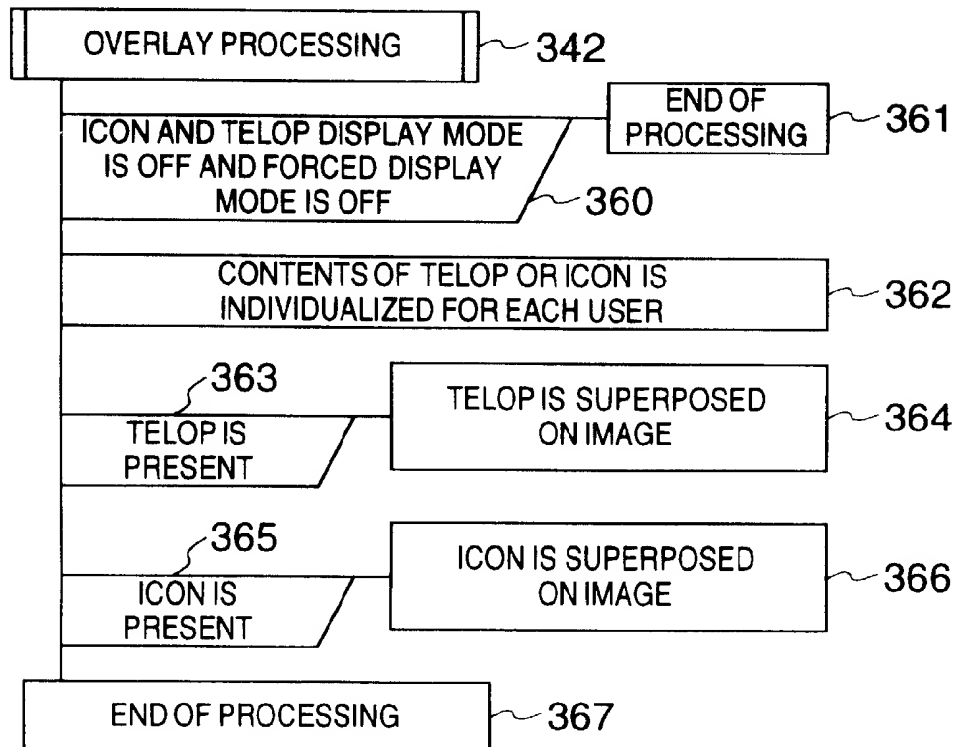 OVERLAY PROCESSING
342
END OF
PROCESSING
361
ICON AND TELOP DISPLAY MODE
IS OFF AND FORCED DISPLAY
MODE IS OFF
360
CONTENTS OF TELOP OR ICON IS
INDIVIDUALIZED FOR EACH USER
362
363
TELOP IS
PRESENT
TELOP IS SUPERPOSED
ON IMAGE
364
365
ICON IS
PRESENT
ICON IS SUPERPOSED
ON IMAGE
366
END OF PROCESSING
367